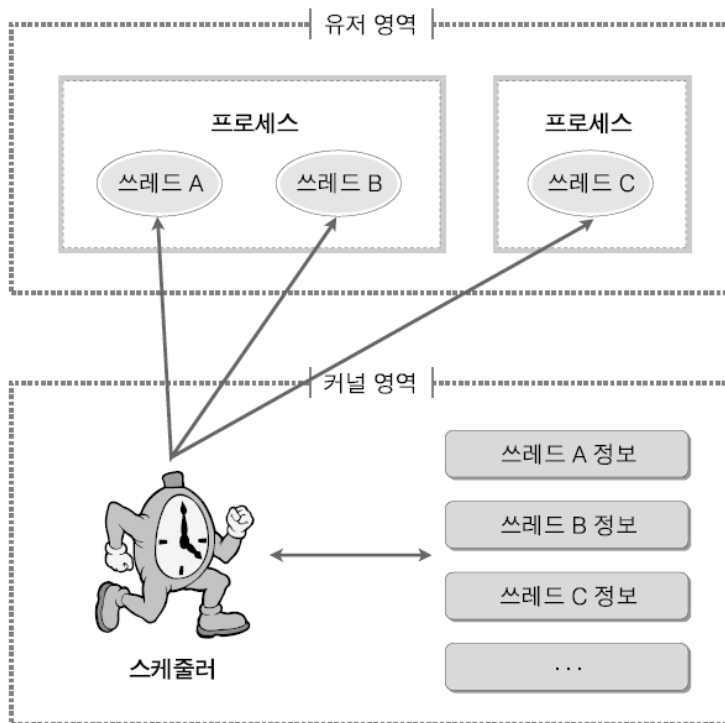 유저 영역
프로세스
프로세스
쓰레드 A
쓰레드 B
쓰레드 C
커널 영역
쓰레드 A 정보
쓰레드 B 정보
쓰레드 C 정보
...
스케줄러